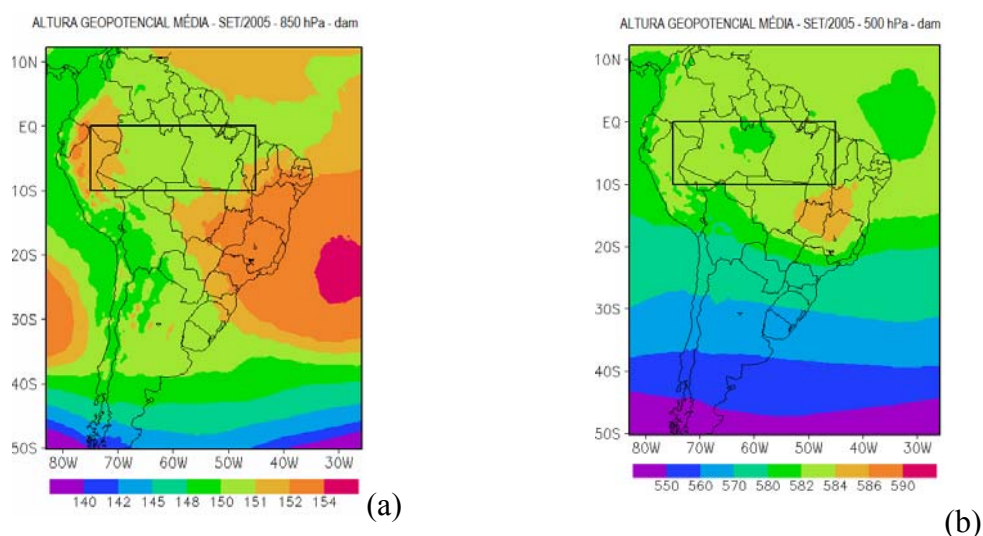 ALTURA GEOPOTENCIAL MÉDIA - SET/2005 - 850 hPa - dam
10N
EQ
10S
20S
30S
40S
50S
80W 70W 60W 50W 40W 30W
140 142 145 148 150 151 152 154
(a)
ALTURA GEOPOTENCIAL MÉDIA - SET/2005 - 500 hPa - dam
10N
EQ
10S
20S
30S
40S
50S
80W 70W 60W 50W 40W 30W
550 560 570 580 582 584 586 590
(b)